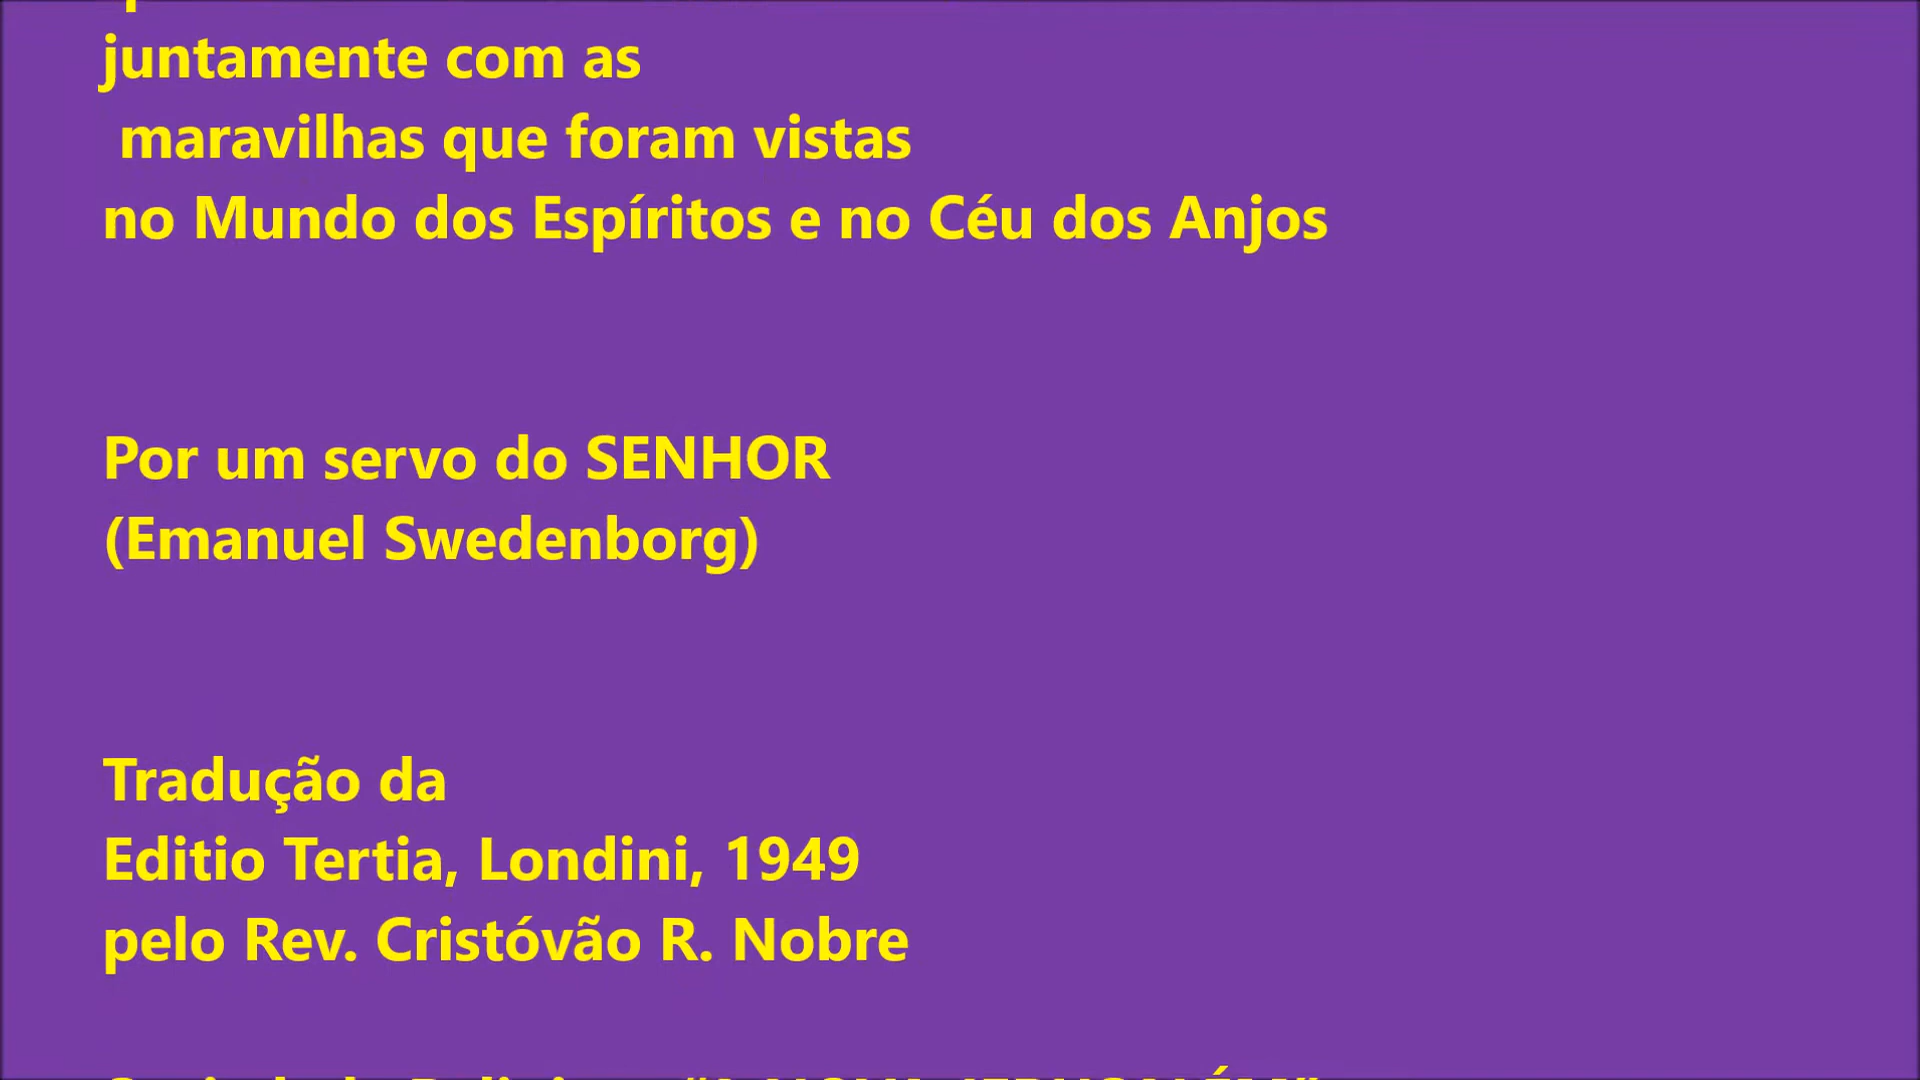 juntamente com as
maravilhas que foram vistas
no Mundo dos Espíritos e no Céu dos Anjos
Por um servo do SENHOR
(Emanuel Swedenborg)
Tradução da
Editio Tertia, Londini, 1949
pelo Rev. Cristóvão R. Nobre